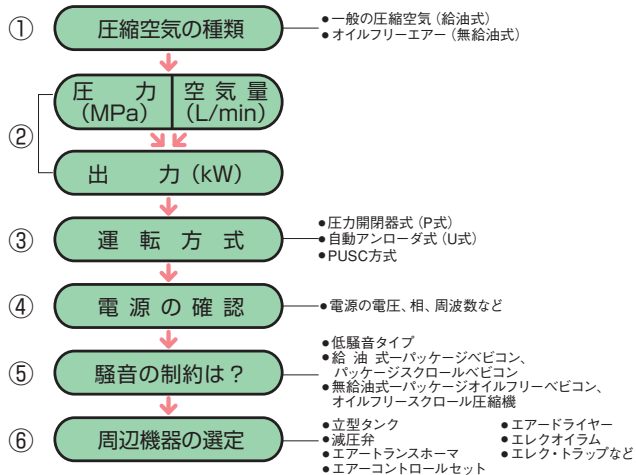 ① 圧縮空気の種類
●一般の圧縮空気（給油式）
●オイルフリーエアー（無給油式）
②
圧 力 空気量
（MPa） （L/min）
出 力（kW）
③ 運転方式
●圧力開閉器式（P式）
●自動アンローダ式（U式）
●PUSC方式
④ 電源の確認
●電源の電圧、相、周波数など
⑤ 騒音の制約は？
●低騒音タイプ
●給 油 式ーパッケージベビコン、
パッケージスクロールベビコン
●無給油式ーパッケージオイルフリーベビコン、
オイルフリースクロール圧縮機
⑥ 周辺機器の選定
●立型タンク
●減圧弁
●エアートランスホーマ
●エアーコントロールセット
●エアードライヤー
●エレクオイラム
●エレク・トラップなど